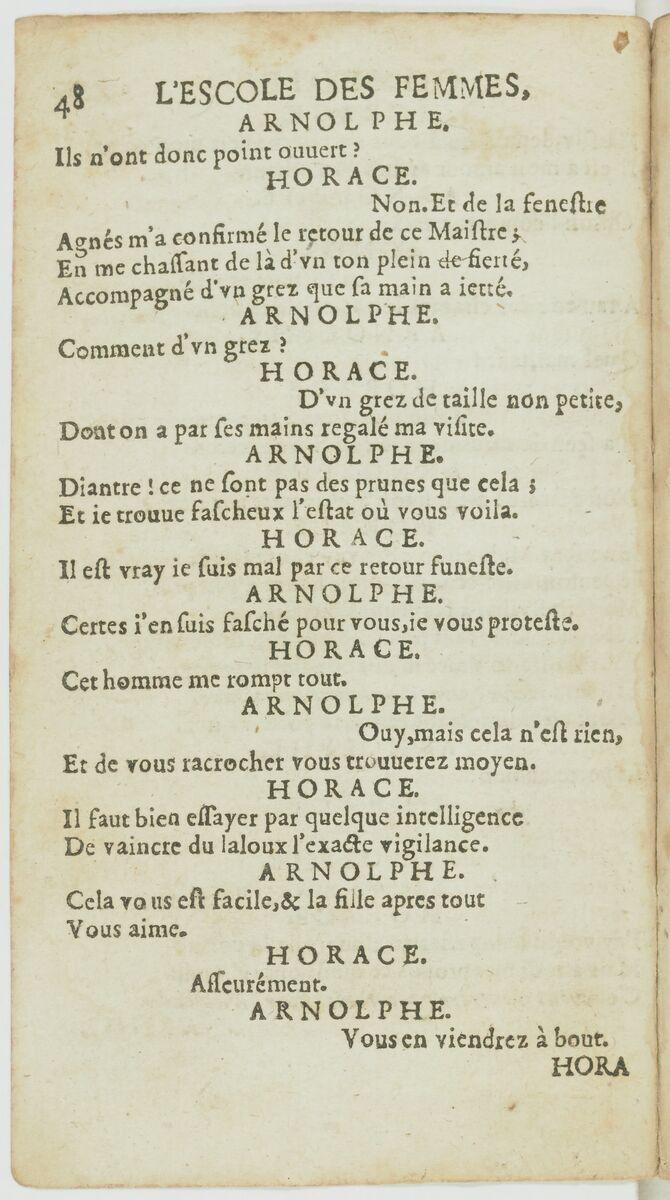 48 L'ESCOLE DES FEMMES,
ARNOLPHE.
Ils n'ont donc point ouuert ?
HORACE.
Non.Et de la feneſtre
Agnés m'a confirmé le retour de ce Maiſtre ;
En me chaſſant de là d'vn ton plein de fierté,
Accompagné d'vn grez que ſa main a ietté.
ARNOLPHE.
Comment d'vn grez ?
HORACE.
D'vn grez de taille non petite,
Dont on a par ſes mains regalé ma viſite.
ARNOLPHE.
Diantre ! ce ne ſont pas des prunes que cela ;
Et ie trouue faſcheux l'eſtat où vous voila.
HORACE.
Il eſt vray ie ſuis mal par ce retour funeſte.
ARNOLPHE.
Certes i'en ſuis faſché pour vous,ie vous proteſte.
HORACE.
Cet homme me rompt tout.
ARNOLPHE.
Ouy,mais cela n'eſt rien,
Et de vous racrocher vous trouuerez moyen.
HORACE.
Il faut bien eſſayer par quelque intelligence
De vaincre du Ialoux l'exacte vigilance.
ARNOLPHE.
Cela vous eſt facile,& la fille apres tout
Vous aime.
HORACE.
Aſſeurément.
ARNOLPHE.
Vous en viendrez à bout.
HORA